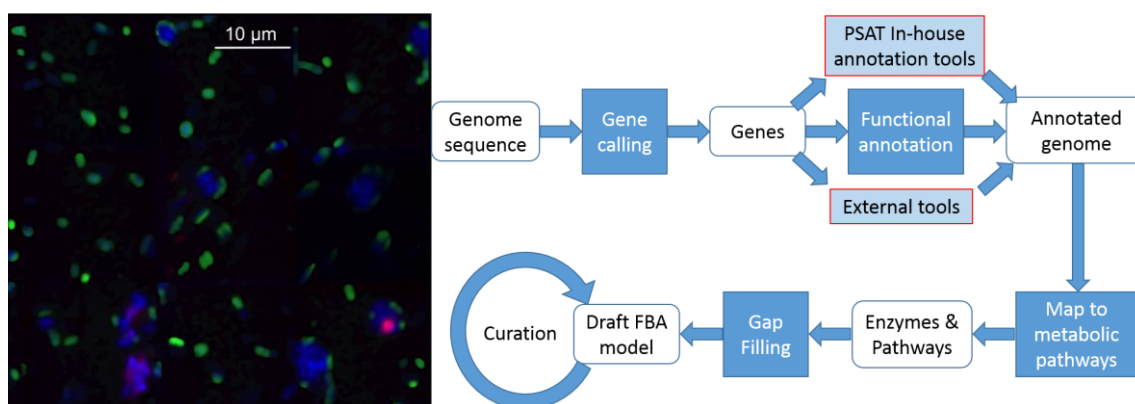 10 µm
PSAT In-house
annotation tools
Genome
sequence
Gene
calling
Genes
Functional
annotation
Annotated
genome
External tools
Curation
Draft FBA
model
Gap
Filling
Enzymes &
Pathways
Map to
metabolic
pathways